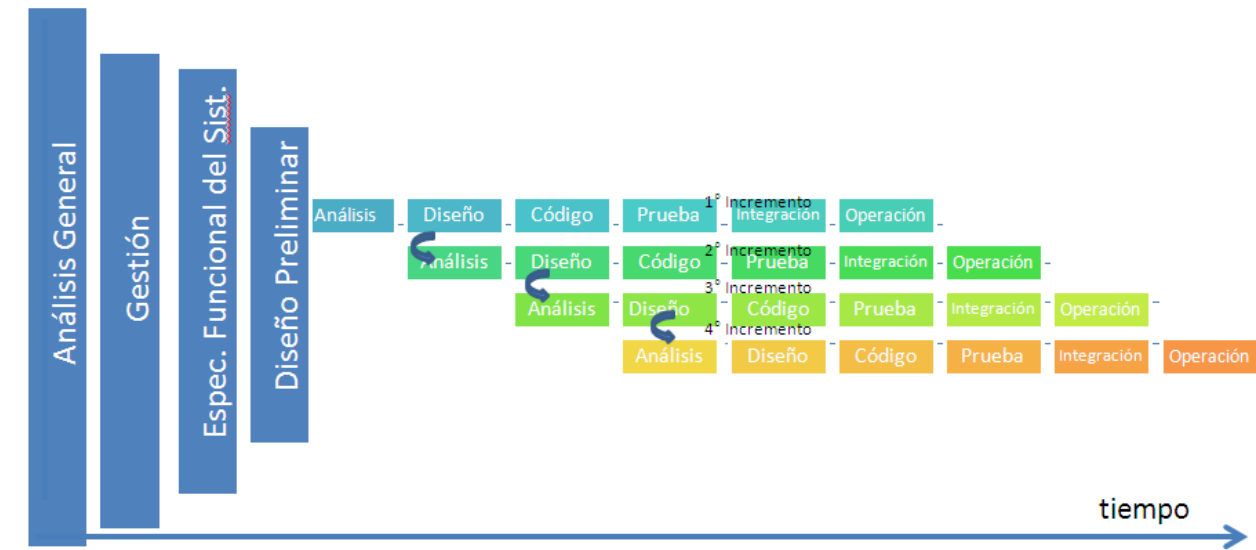 Análisis General
Gestión
Espec. Funcional del Sist.
Diseño Preliminar
1° Incremento
Análisis - Diseño - Código - Prueba - Integración - Operación -
2° Incremento
Análisis - Diseño - Código - Prueba - Integración - Operación -
3° Incremento
Análisis - Diseño - Código - Prueba - Integración - Operación -
4° Incremento
Análisis - Diseño - Código - Prueba - Integración - Operación
tiempo